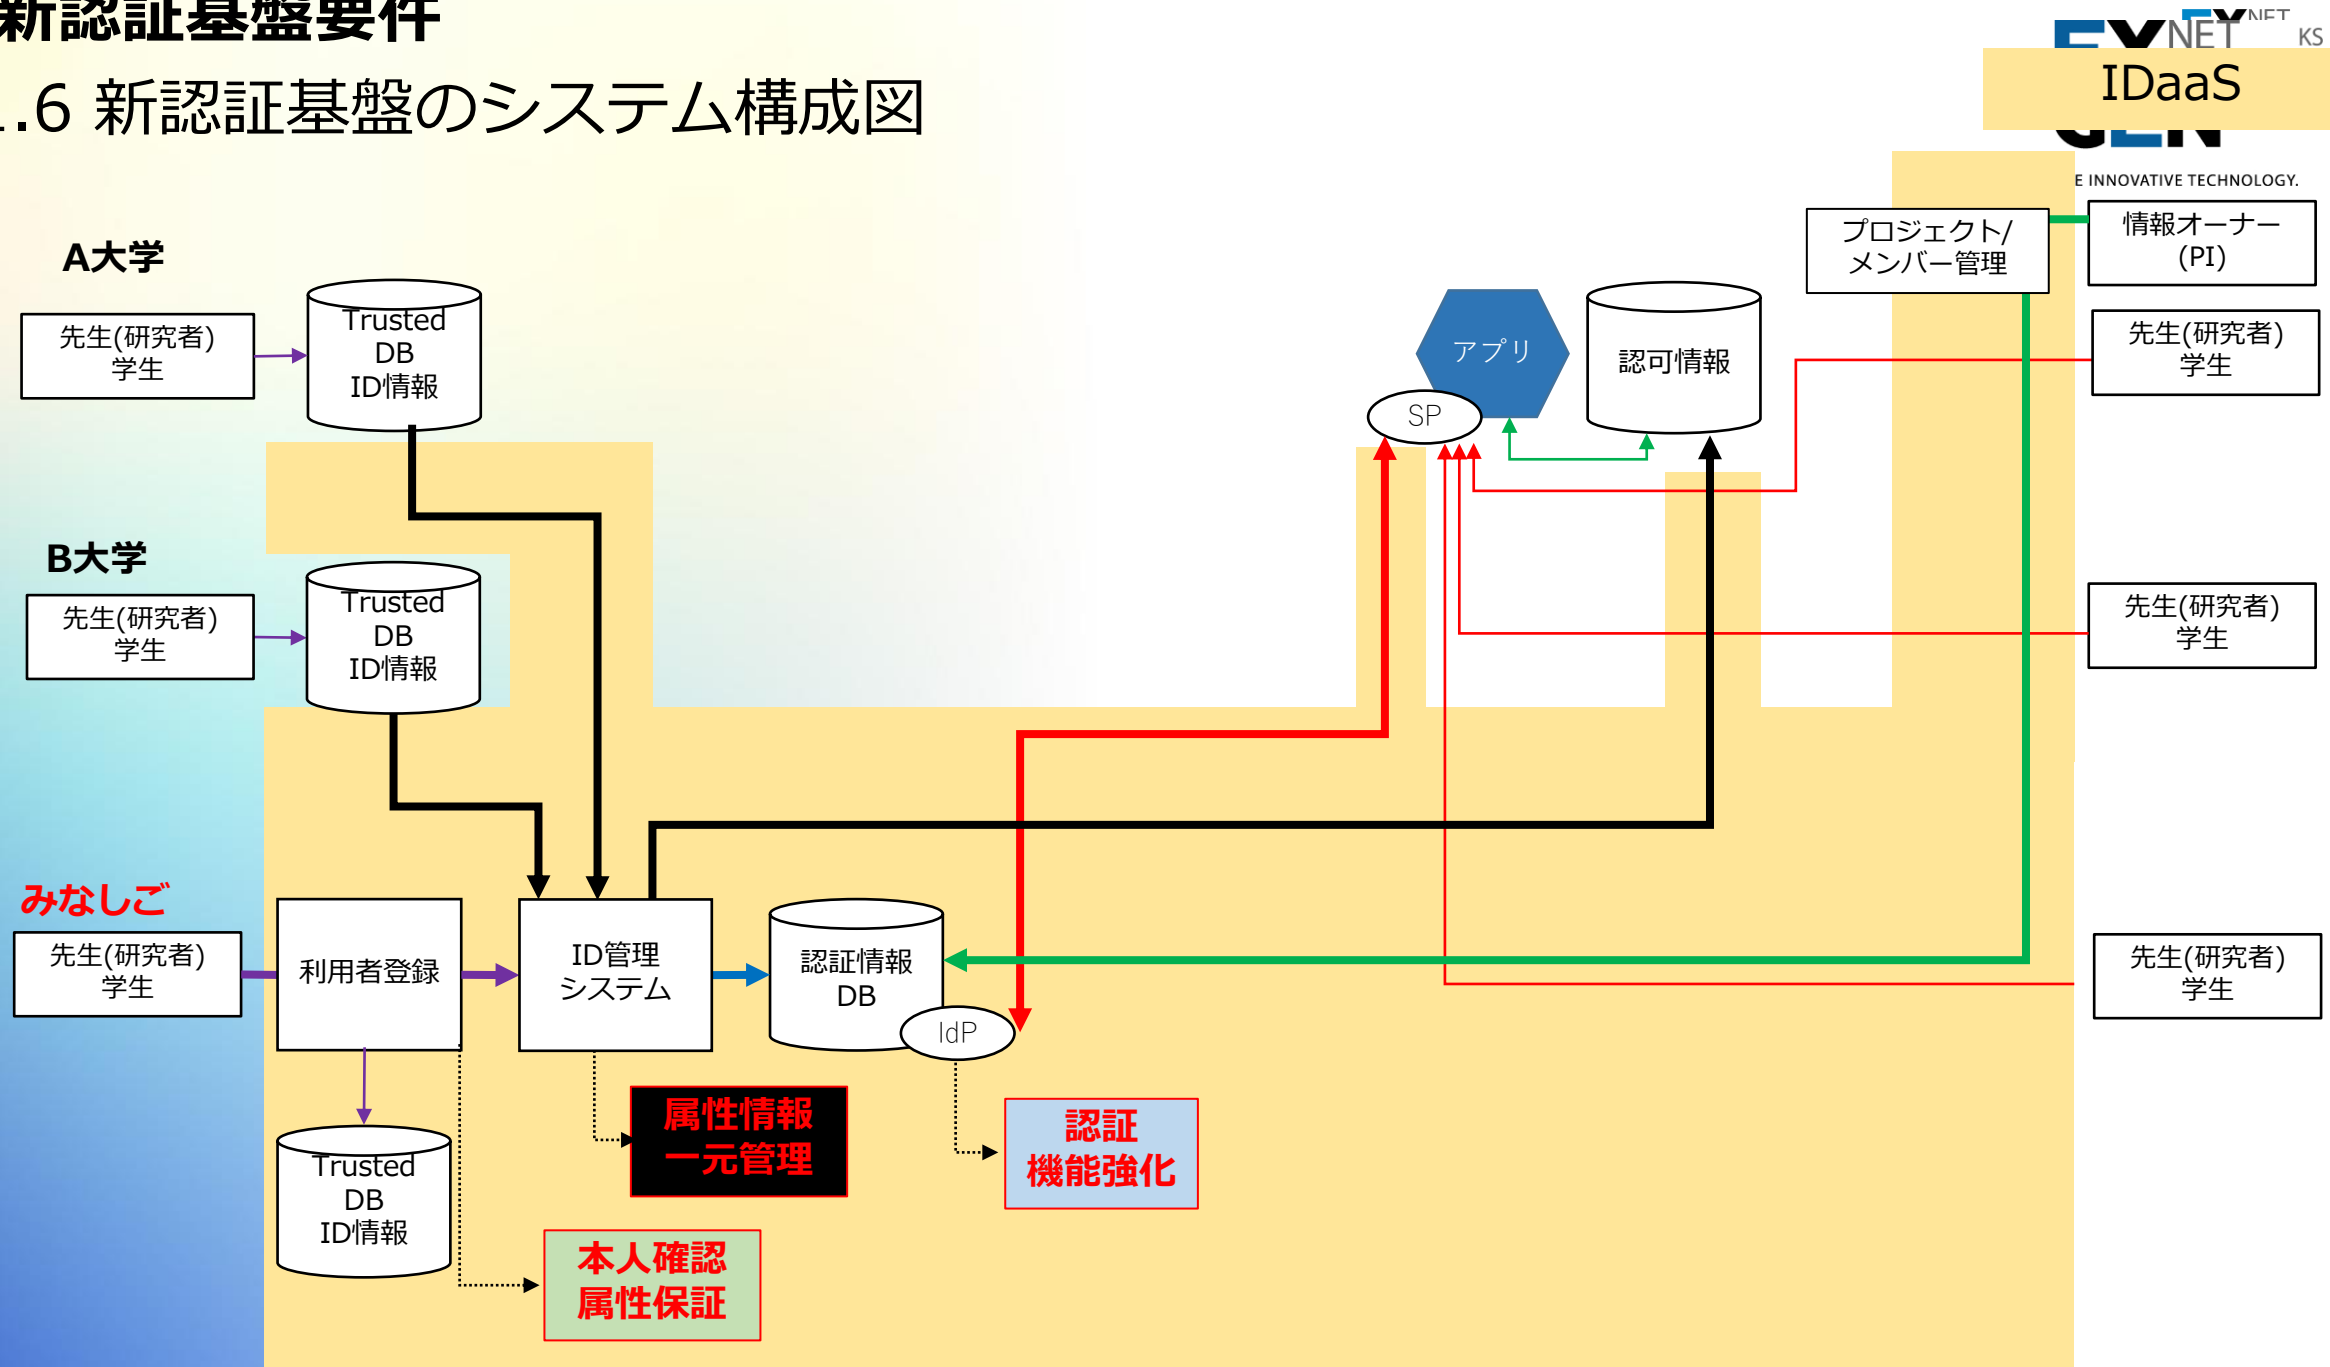 新認証基盤要件
.6 新認証基盤のシステム構成図
NET
NET
KS
IDaaS
GEN
E INNOVATIVE TECHNOLOGY.
A大学
先生(研究者)
学生
Trusted
DB
ID情報
アプリ
SP
認可情報
プロジェクト/
メンバー管理
情報オーナー
(PI)
先生(研究者)
学生
B大学
先生(研究者)
学生
Trusted
DB
ID情報
先生(研究者)
学生
みなしご
先生(研究者)
学生
利用者登録
ID管理
システム
認証情報
DB
IdP
先生(研究者)
学生
Trusted
DB
ID情報
属性情報
一元管理
認証
機能強化
本人確認
属性保証